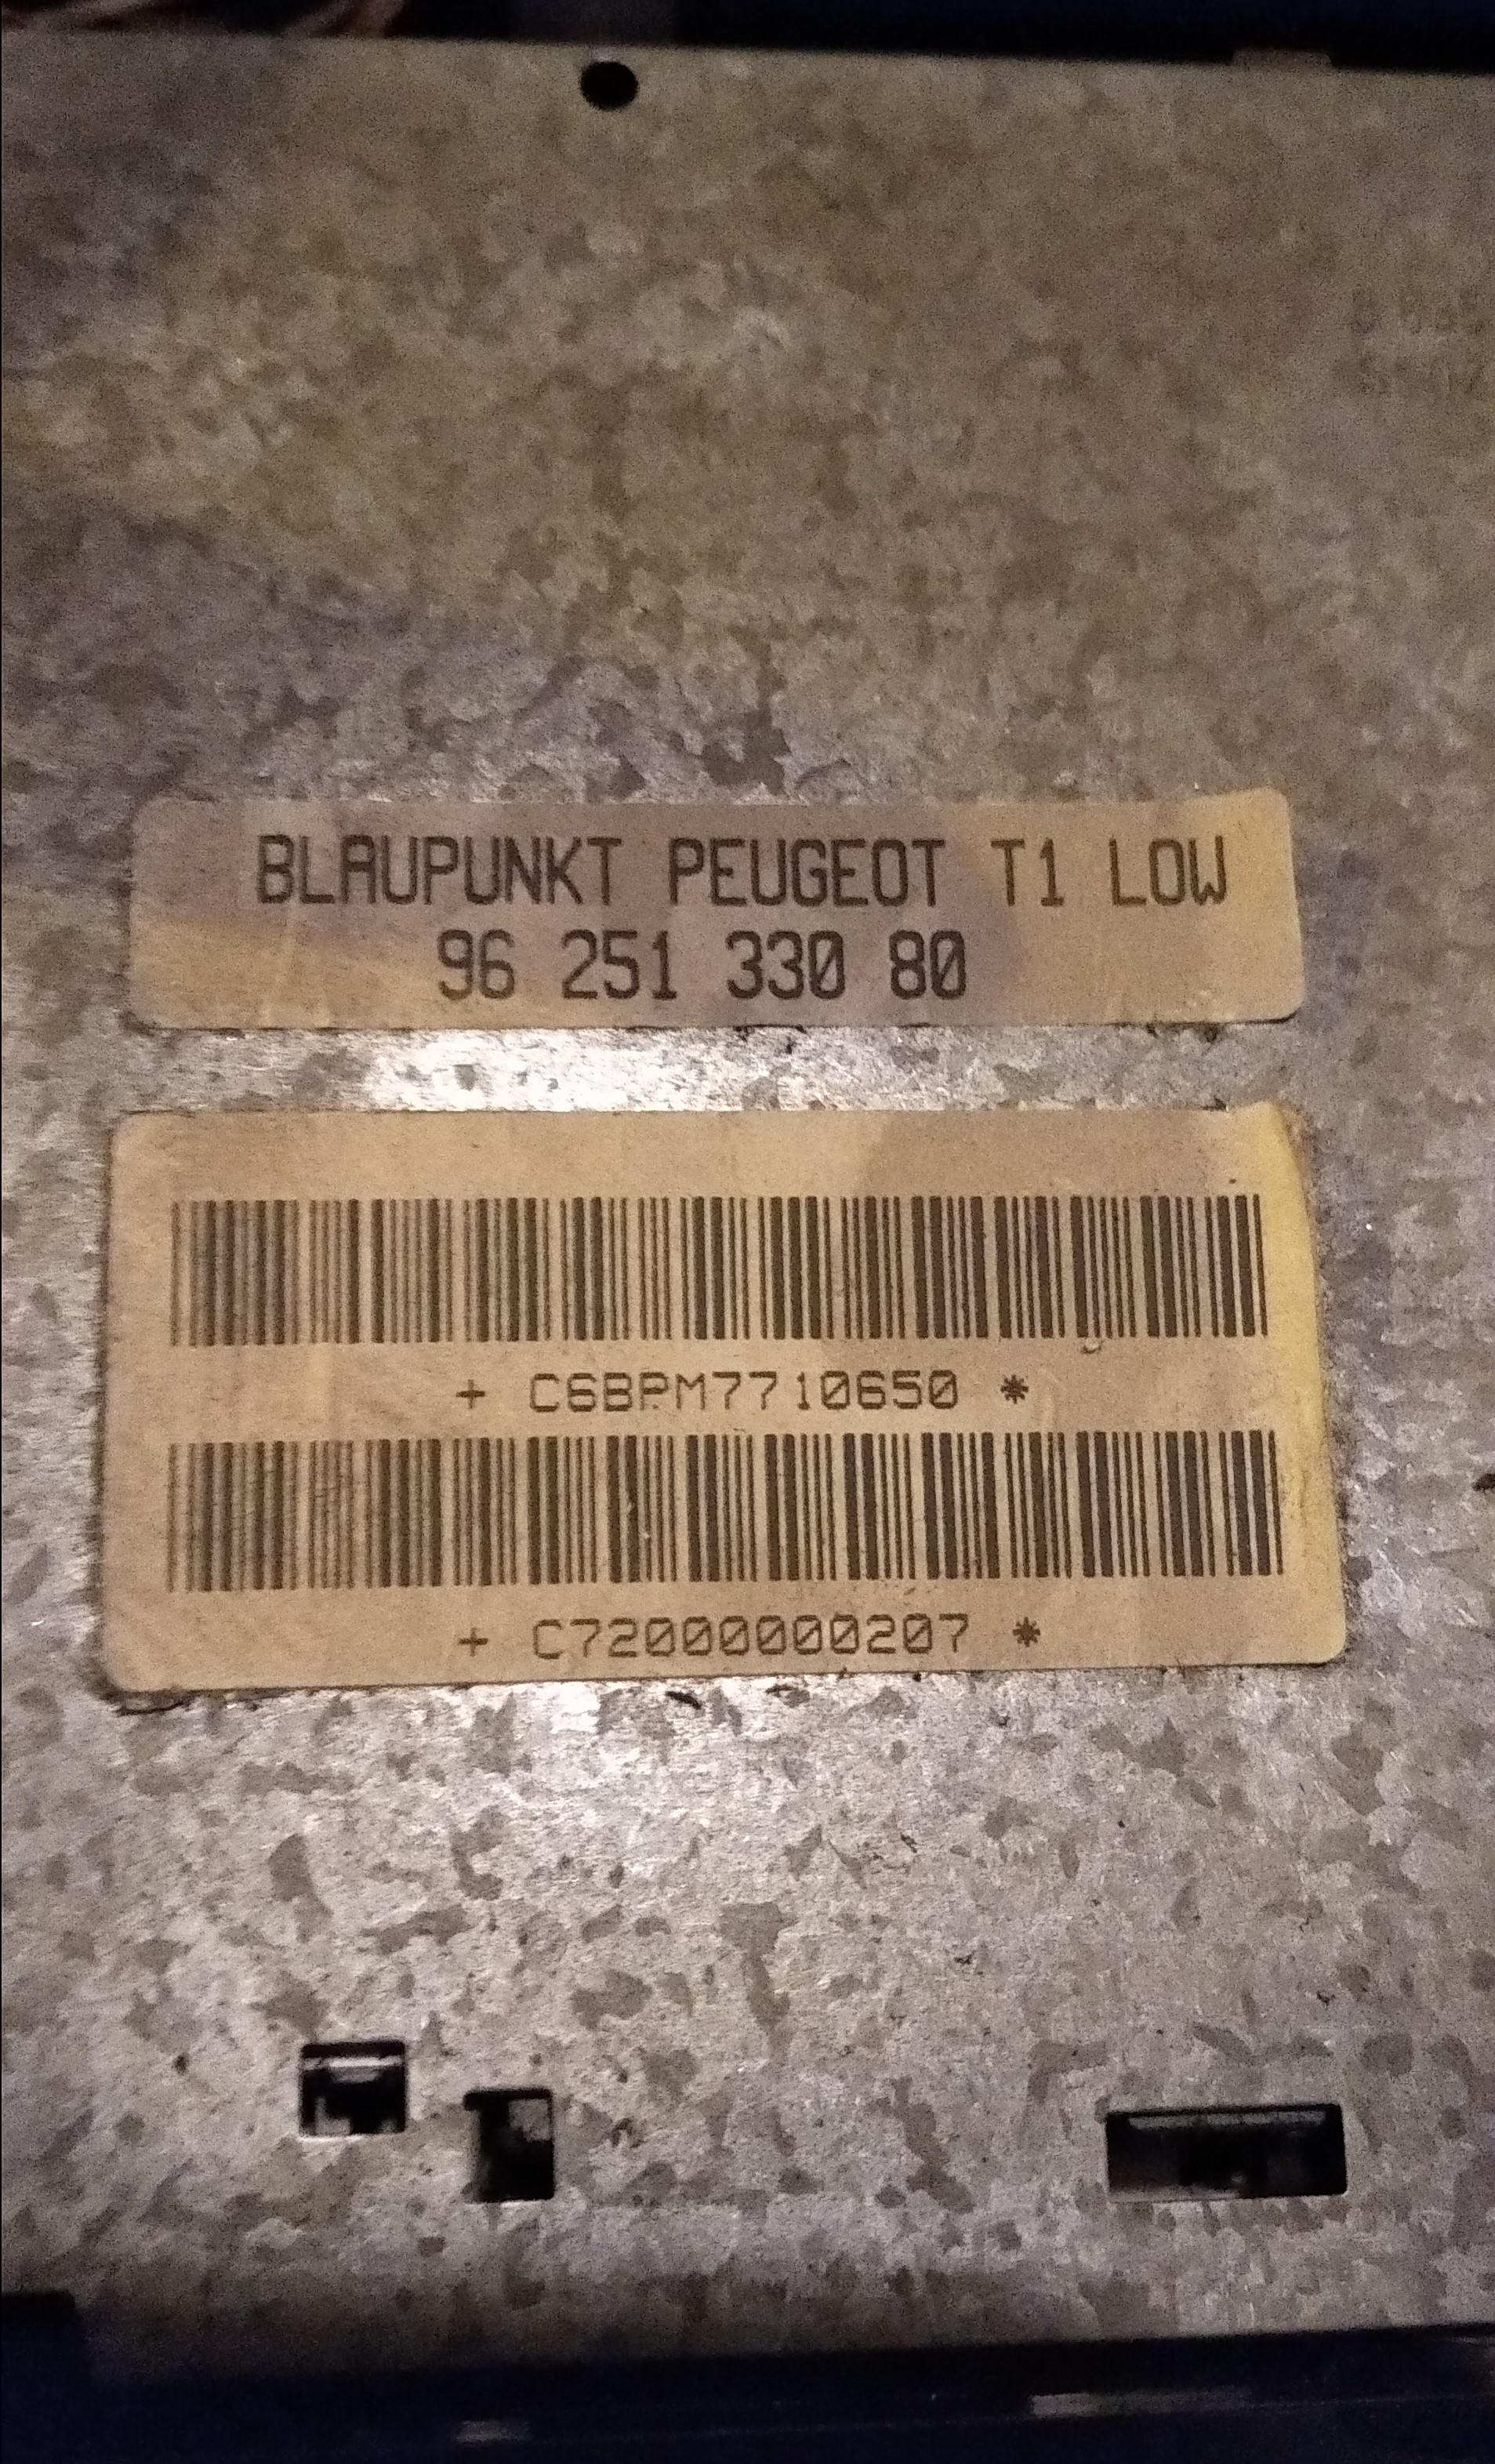 BLAUPUNKT PEUGEOT T1 LOW
96 251 330 80
+ C6BPM7710650 *
+ C72000000207 *